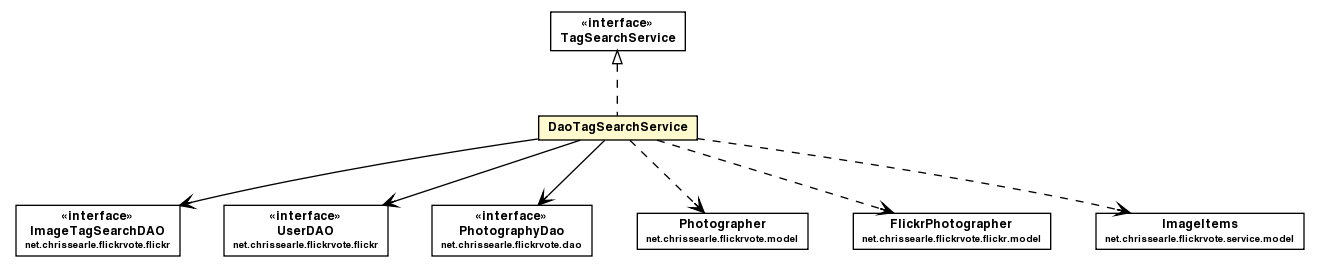 «interface»
TagSearchService
DaoTagSearchService
«interface»
ImageTagSearchDAO
net.chrissearle.flickrvote.flickr
«interface»
UserDAO
net.chrissearle.flickrvote.flickr
«interface»
PhotographyDao
net.chrissearle.flickrvote.dao
Photographer
net.chrissearle.flickrvote.model
FlickrPhotographer
net.chrissearle.flickrvote.flickr.model
ImageItems
net.chrissearle.flickrvote.service.model